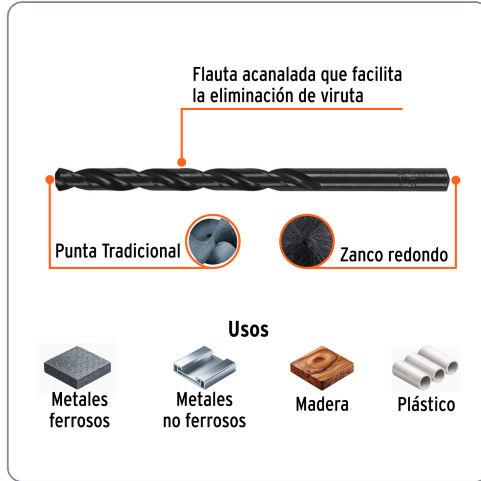 Flauta acanalada que facilita
la eliminación de viruta
Punta Tradicional
Zanco redondo
Usos
Metales
ferrosos
Metales
no ferrosos
Madera
Plástico